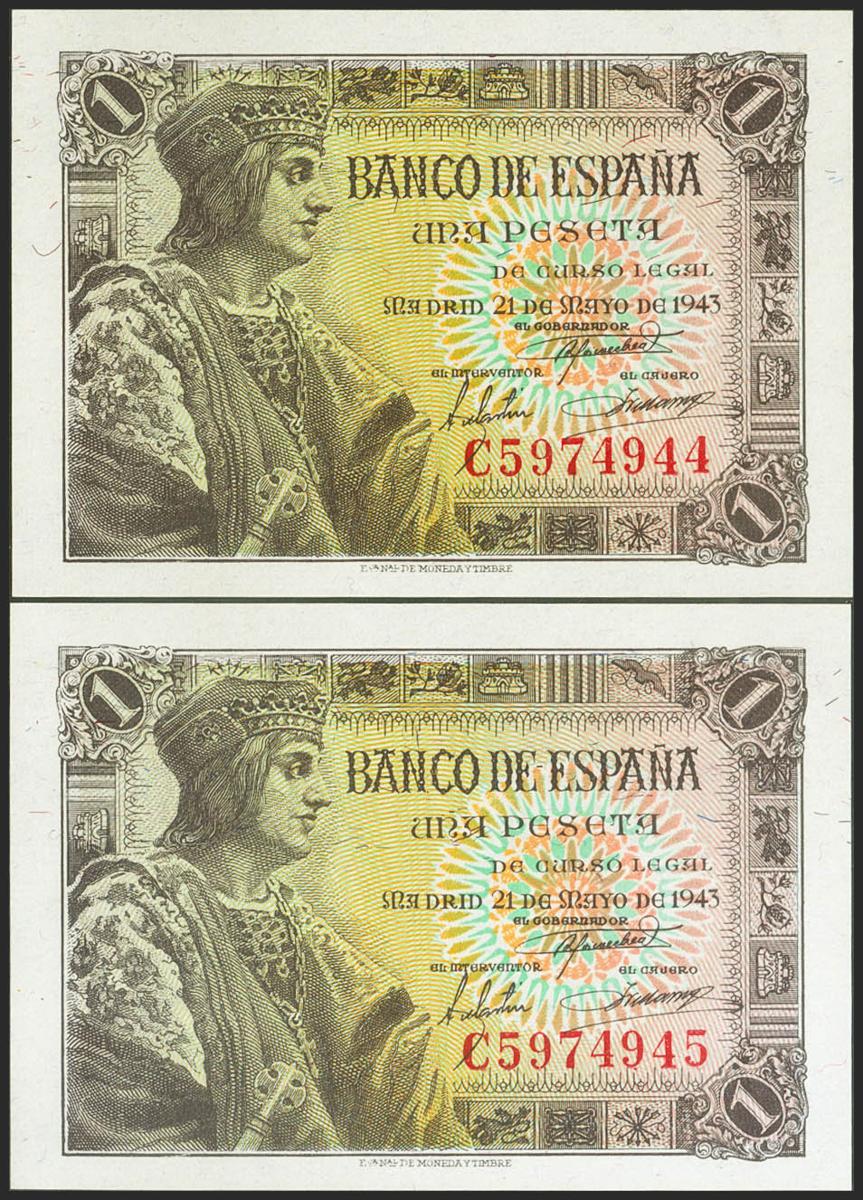 1 1
BANCO DE ESPAÑA
UNA PESETA
DE CURSO LEGAL
MADRID 21 DE MAYO DE 1943
EL GOBERNADOR
EL INTERVENTOR EL CAJERO
C5974944
1
F.ca NAL. DE MONEDA Y TIMBRE
1 1
BANCO DE ESPAÑA
UNA PESETA
DE CURSO LEGAL
MADRID 21 DE MAYO DE 1943
EL GOBERNADOR
EL INTERVENTOR EL CAJERO
C5974945
1
F.ca NAL. DE MONEDA Y TIMBRE